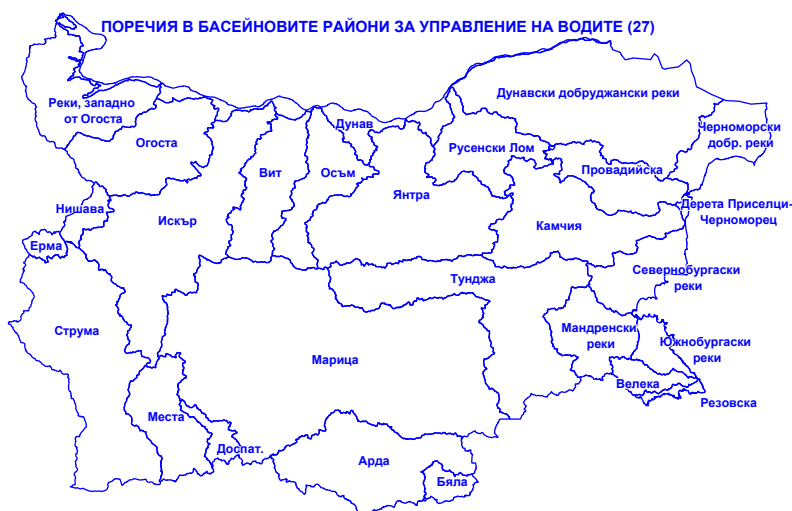 ПОРЕЧИЯ В БАСЕЙНОВИТЕ РАЙОНИ ЗА УПРАВЛЕНИЕ НА ВОДИТЕ (27)
Дунавски добруджански реки
Реки, западно
от Огоста
Дунав
Черноморски
добр. реки
Огоста
Русенски Лом
Вит
Осъм
Провадийска
Янтра
Нишава
Искър
Дерета Приселци-
Черноморец
Камчия
Ерма
Тунджа
Севернобургаски
реки
Струма
Мандренски
реки
Южнобургаски
реки
Марица
Велека
Резовска
Места
Доспат.
Арда
Бяла